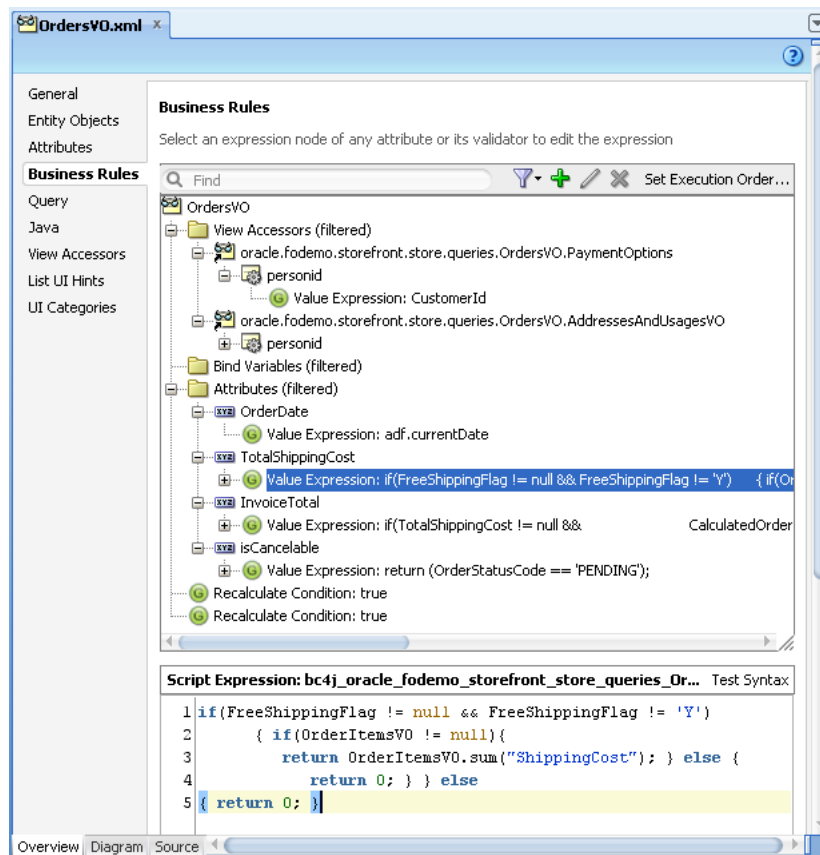 OrdersVO.xml
General
Entity Objects
Attributes
Business Rules
Query
Java
View Accessors
List UI Hints
UI Categories
Business Rules
Select an expression node of any attribute or its validator to edit the expression
Find
Set Execution Order...
OrdersVO
View Accessors (filtered)
oracle.fodemo.storefront.store.queries.OrdersVO.PaymentOptions
personid
Value Expression: CustomerId
oracle.fodemo.storefront.store.queries.OrdersVO.AddressesAndUsagesVO
personid
Bind Variables (filtered)
Attributes (filtered)
XYZ OrderDate
Value Expression: adf.currentDate
XYZ TotalShippingCost
Value Expression: if(FreeShippingFlag != null && FreeShippingFlag != 'Y') { if(Or
XYZ InvoiceTotal
Value Expression: if(TotalShippingCost != null && CalculatedOrder
XYZ isCancelable
Value Expression: return (OrderStatusCode == 'PENDING');
Recalculate Condition: true
Recalculate Condition: true
Script Expression: bc4j_oracle_fodemo_storefront_store_queries_Or... Test Syntax
1 if(FreeShippingFlag != null && FreeShippingFlag != 'Y')
2 { if(OrderItemsVO != null){
3 return OrderItemsVO.sum("ShippingCost"); } else {
4 return 0; } } else
5 { return 0; }
Overview Diagram Source